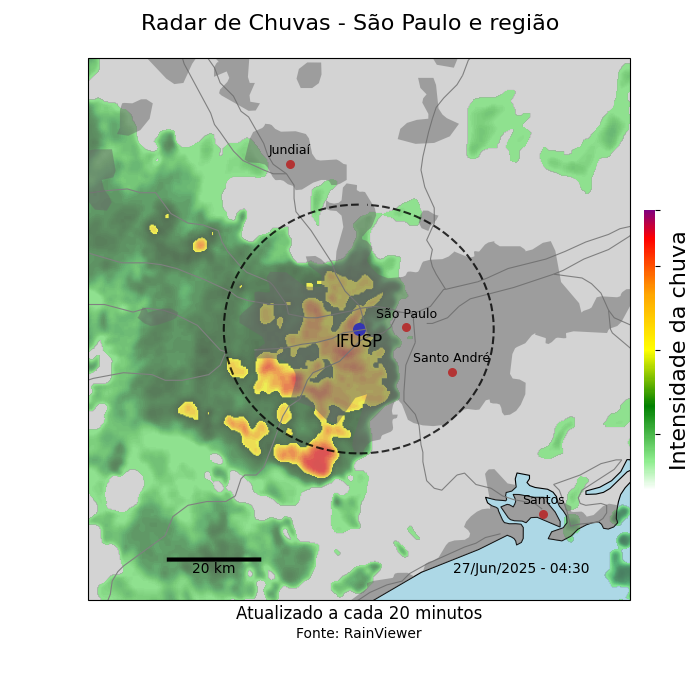 Radar de Chuvas - São Paulo e região
Jundiaí
São Paulo
IFUSP
Santo André
Santos
20 km
27/Jun/2025 - 04:30
Intensidade da chuva
Atualizado a cada 20 minutos
Fonte: RainViewer